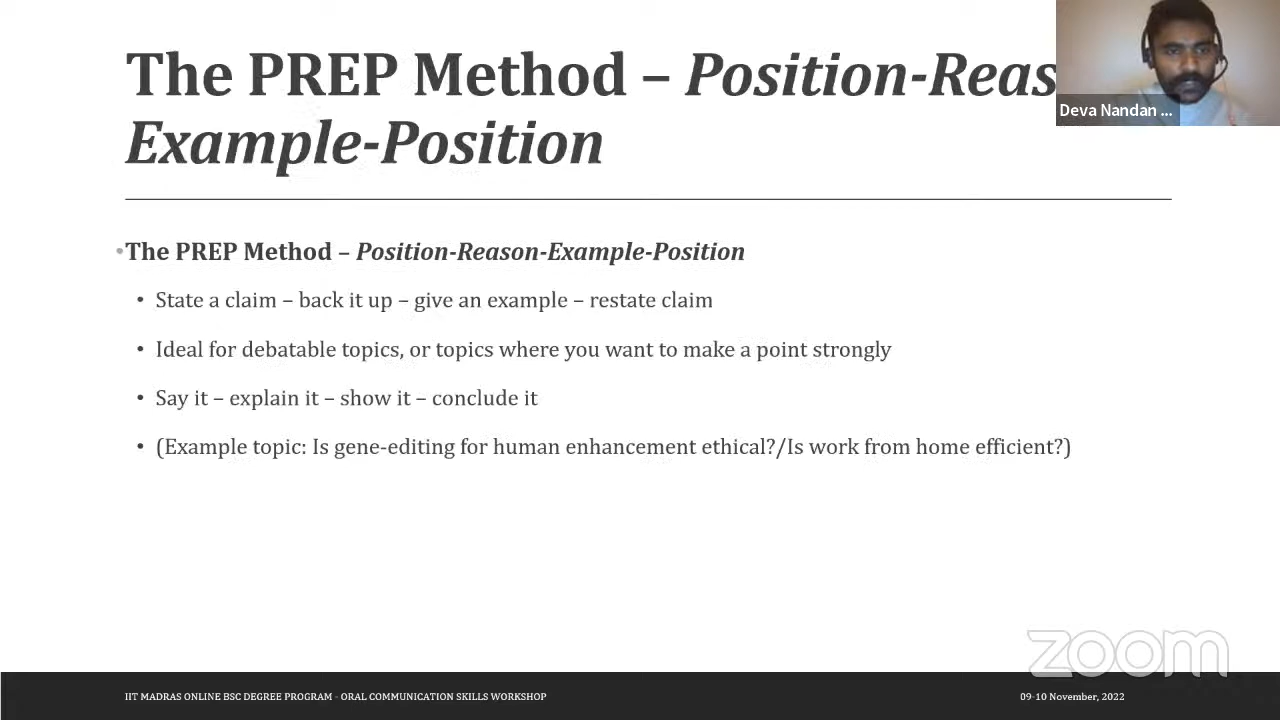 The PREP Method – Position-Reas
Example-Position
Deva Nandan ...
•The PREP Method – Position-Reason-Example-Position
• State a claim – back it up – give an example – restate claim
• Ideal for debatable topics, or topics where you want to make a point strongly
• Say it – explain it – show it – conclude it
• (Example topic: Is gene-editing for human enhancement ethical?/Is work from home efficient?)
zoom
IIT MADRAS ONLINE BSC DEGREE PROGRAM - ORAL COMMUNICATION SKILLS WORKSHOP
09-10 November, 2022